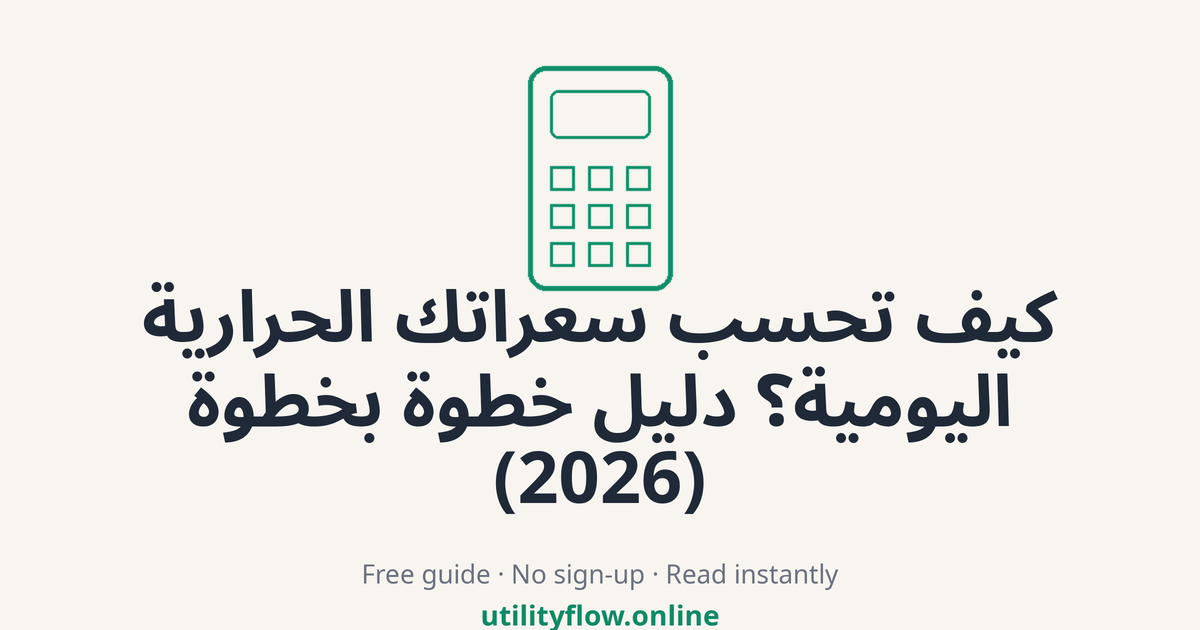 كيف تحسب سعراتك الحرارية
اليومية؟ دليل خطوة بخطوة
(2026)
Free guide · No sign-up · Read instantly
utilityflow.online